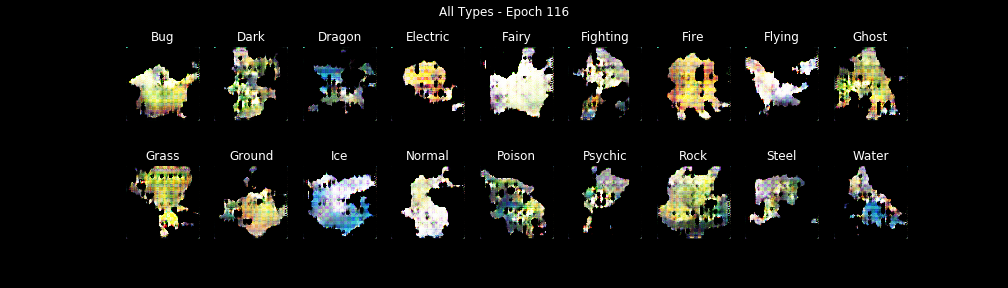 All Types - Epoch 116
Bug Dark Dragon Electric Fairy Fighting Fire Flying Ghost
Grass Ground Ice Normal Poison Psychic Rock Steel Water